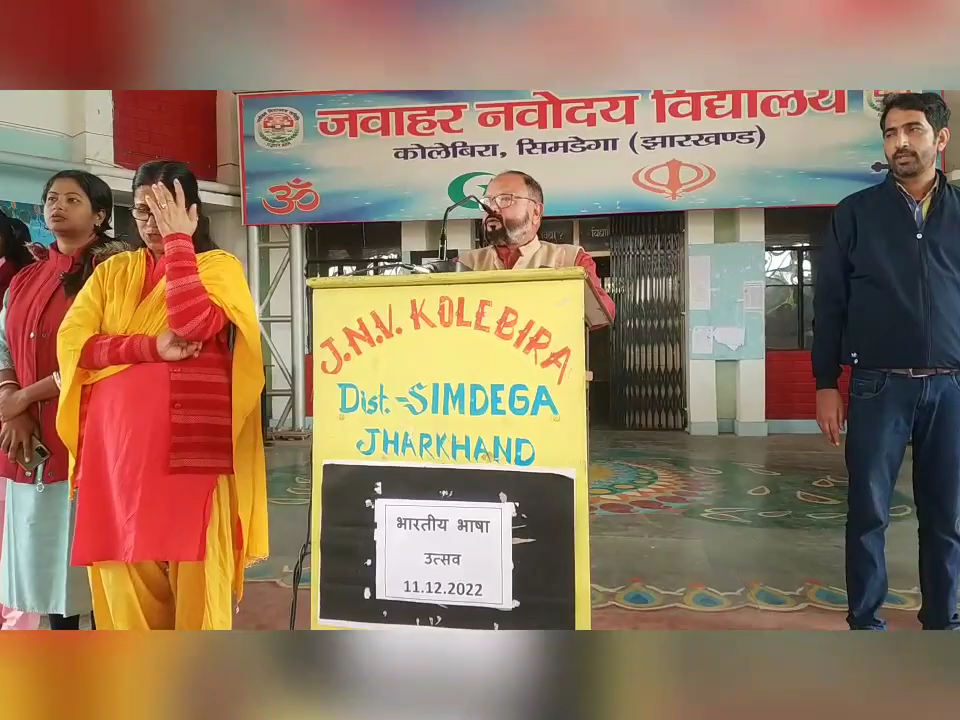 जवाहर नवोदय विद्यालय
कोलेबिरा, सिमडेगा (झारखण्ड)
J.N.V. KOLEBIRA
Dist.-SIMDEGA
JHARKHAND
भारतीय भाषा
उत्सव
11.12.2022